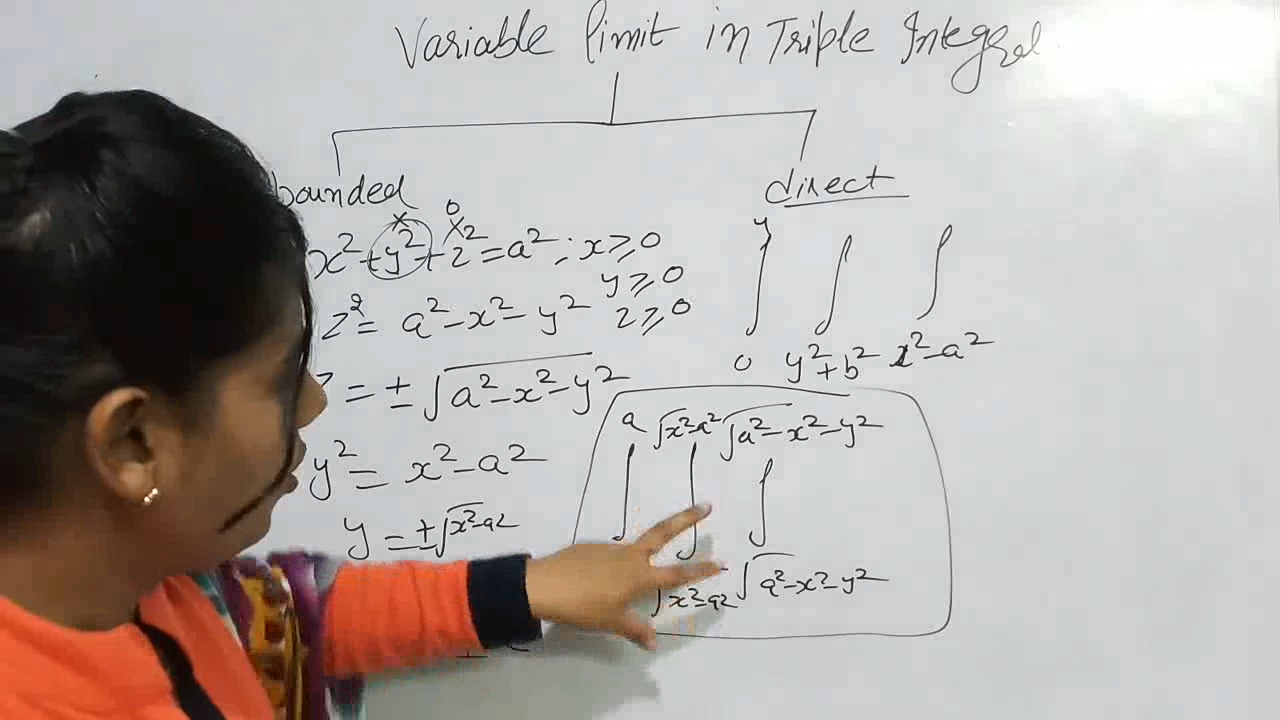 Variable limit in Triple Integral
bounded
x²+y²+z²=a² ; x≥0
y≥0
z≥0
z²= a²-x²-y²
z = ±√a²-x²-y²
y²= x²-a²
y = ±√x²-a²
direct
y
∫ ∫ ∫
0 y²+b² x²-a²
a √x²-a² √a²-x²-y²
∫ ∫ ∫
√x²-a² √a²-x²-y²